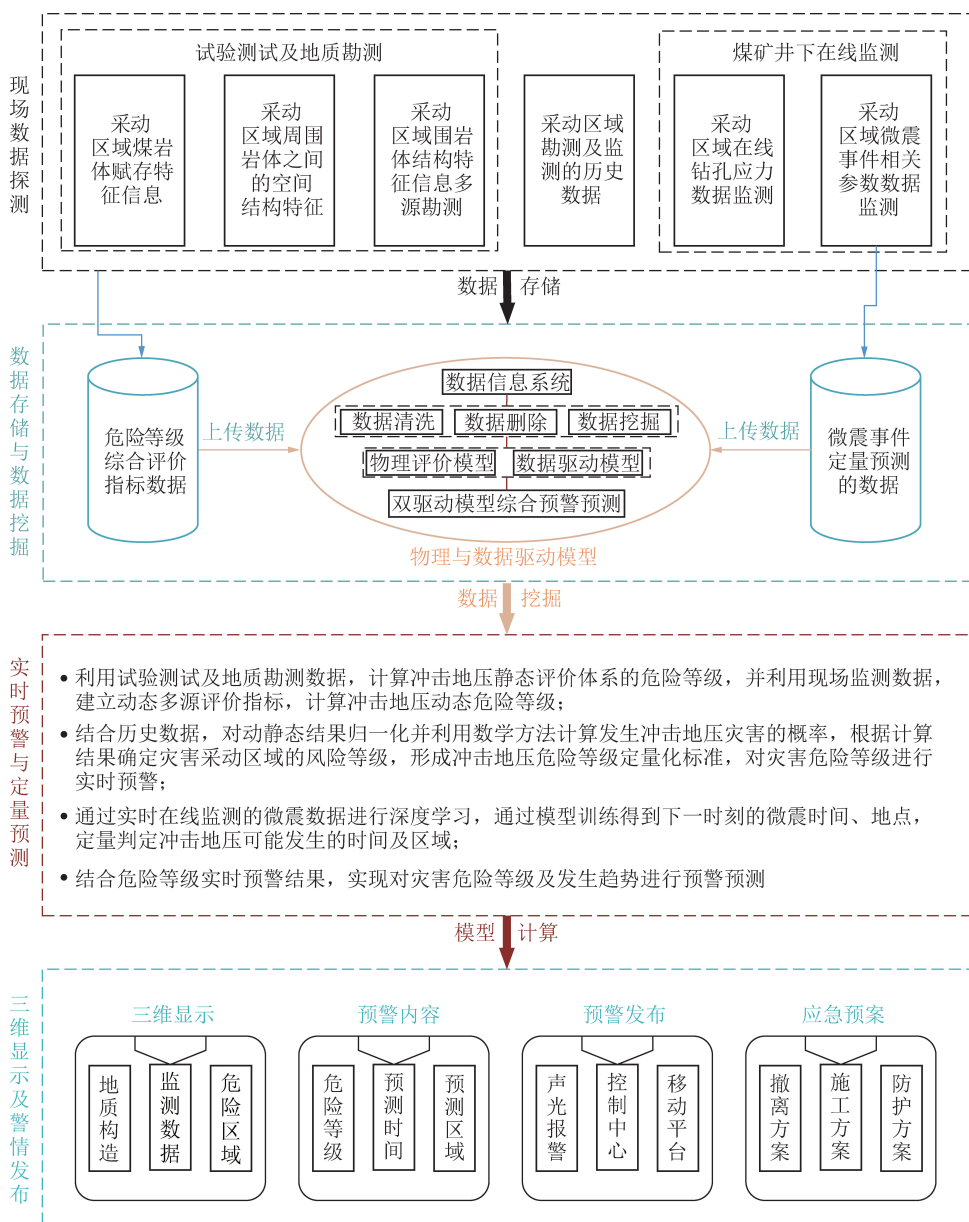 现场数据探测
试验测试及地质勘测
采动
区域煤岩
体赋存特
征信息
采动
区域周围
岩体之间
的空间
结构特征
采动
区域围岩
体结构特
征信息多
源勘测
采动区域
勘测及监
测的历史
数据
煤矿井下在线监测
采动
区域在线
钻孔应力
数据监测
采动
区域微震
事件相关
参数数据
监测
数据 存储
数据存储与数据挖掘
危险等级
综合评价
指标数据
上传数据
数据信息系统
数据清洗 数据删除 数据挖掘
物理评价模型 数据驱动模型
双驱动模型综合预警预测
物理与数据驱动模型
上传数据
微震事件
定量预测
的数据
数据 挖掘
实时预警与定量预测
• 利用试验测试及地质勘测数据，计算冲击地压静态评价体系的危险等级，并利用现场监测数据，
建立动态多源评价指标，计算冲击地压动态危险等级；
• 结合历史数据，对动静态结果归一化并利用数学方法计算发生冲击地压灾害的概率，根据计算
结果确定灾害采动区域的风险等级，形成冲击地压危险等级定量化标准，对灾害危险等级进行
实时预警；
• 通过实时在线监测的微震数据进行深度学习，通过模型训练得到下一时刻的微震时间、地点，
定量判定冲击地压可能发生的时间及区域；
• 结合危险等级实时预警结果，实现对灾害危险等级及发生趋势进行预警预测
模型 计算
三维显示及警情发布
三维显示
地质构造
监测数据
危险区域
预警内容
危险等级
预测时间
预测区域
预警发布
声光报警
控制中心
移动平台
应急预案
撤离方案
施工方案
防护方案